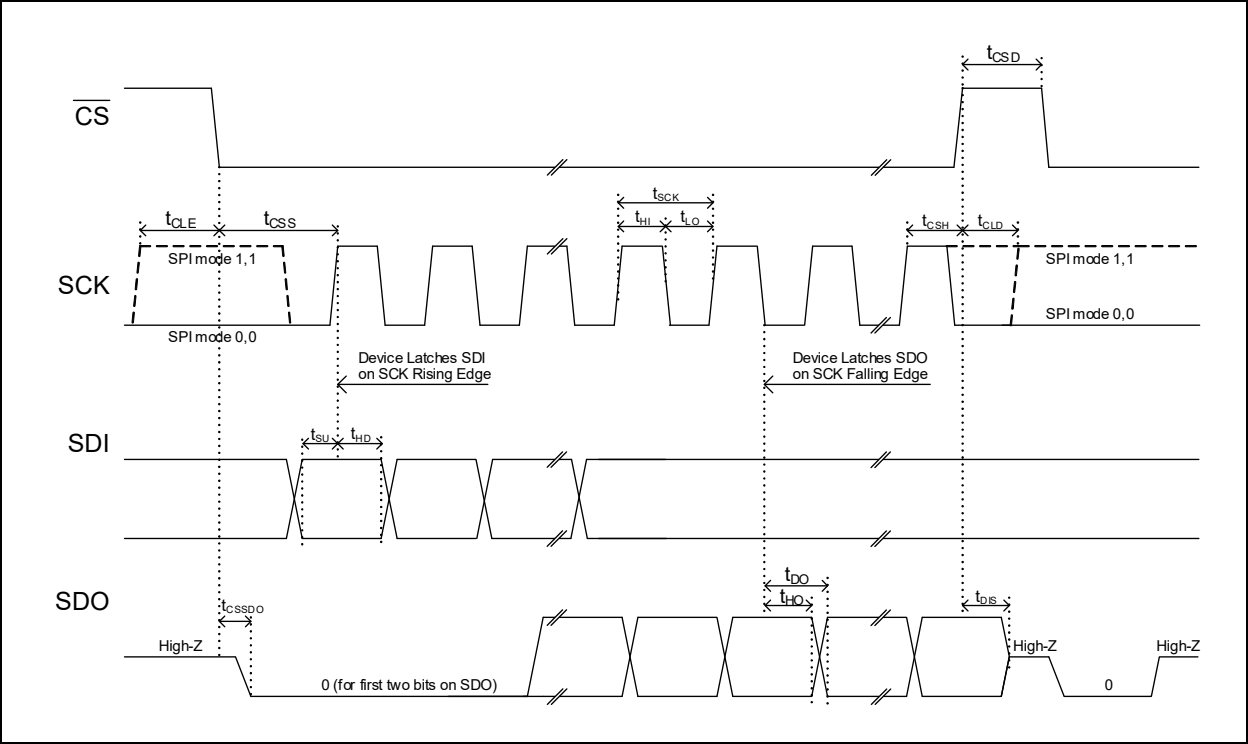 tCSD
CS
tSCK
tCLE
tCSS
tHI
tLO
tCSH
tCLD
SPI mode 1,1
SPI mode 1,1
SCK
SPI mode 0,0
SPI mode 0,0
Device Latches SDI
on SCK Rising Edge
Device Latches SDO
on SCK Falling Edge
SDI
tSU
tHD
SDO
tDO
tHO
tDIS
tCSSDO
High-Z
High-Z
High-Z
0 (for first two bits on SDO)
0